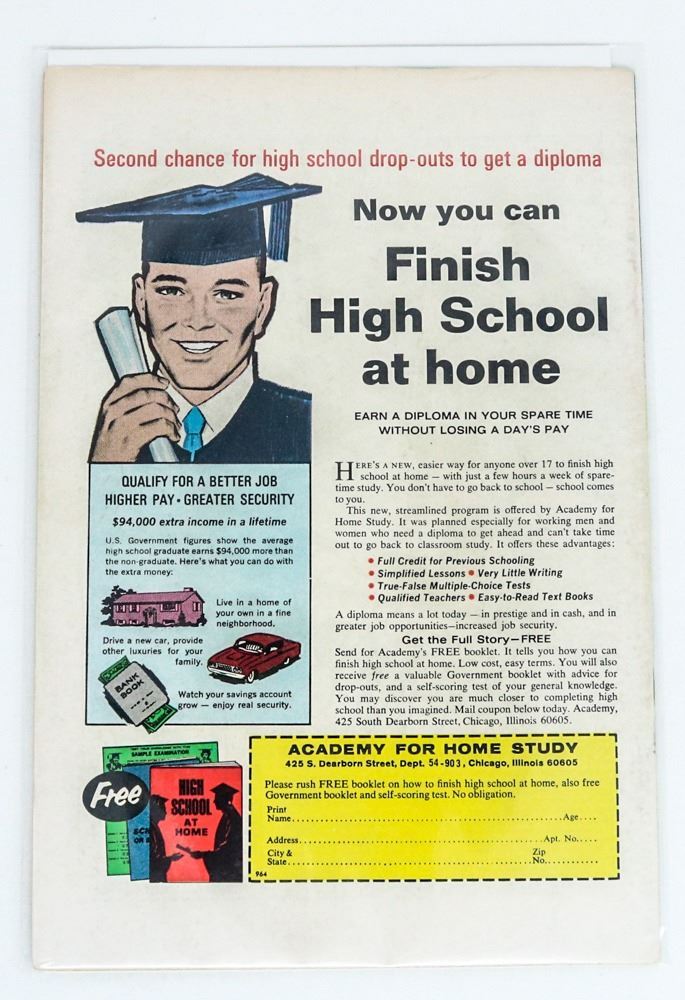 Second chance for high school drop-outs to get a diploma
Now you can
Finish
High School
at home
EARN A DIPLOMA IN YOUR SPARE TIME
WITHOUT LOSING A DAY'S PAY
QUALIFY FOR A BETTER JOB
HIGHER PAY • GREATER SECURITY
$94,000 extra income in a lifetime
U.S. Government figures show the average
high school graduate earns $94,000 more than
the non-graduate. Here's what you can do with
the extra money:
Live in a home of
your own in a fine
neighborhood.
Drive a new car, provide
other luxuries for your
family.
BANK
BOOK
Watch your savings account
grow — enjoy real security.
HERE'S A NEW, easier way for anyone over 17 to finish high
school at home — with just a few hours a week of spare-
time study. You don't have to go back to school — school comes
to you.
This new, streamlined program is offered by Academy for
Home Study. It was planned especially for working men and
women who need a diploma to get ahead and can't take time
out to go back to classroom study. It offers these advantages:
• Full Credit for Previous Schooling
• Simplified Lessons • Very Little Writing
• True-False Multiple-Choice Tests
• Qualified Teachers • Easy-to-Read Text Books
A diploma means a lot today — in prestige and in cash, and in
greater job opportunities—increased job security.
Get the Full Story—FREE
Send for Academy's FREE booklet. It tells you how you can
finish high school at home. Low cost, easy terms. You will also
receive free a valuable Government booklet with advice for
drop-outs, and a self-scoring test of your general knowledge.
You may discover you are much closer to completing high
school than you imagined. Mail coupon below today. Academy,
425 South Dearborn Street, Chicago, Illinois 60605.
SAMPLE EXAMINATION
Free
HIGH
SCHOOL
AT
HOME
ACADEMY FOR HOME STUDY
425 S. Dearborn Street, Dept. 54-903, Chicago, Illinois 60605
Please rush FREE booklet on how to finish high school at home, also free
Government booklet and self-scoring test. No obligation.
Print
Name..........Age....
Address..........Apt. No.....
City & Zip
State..........No..........
964